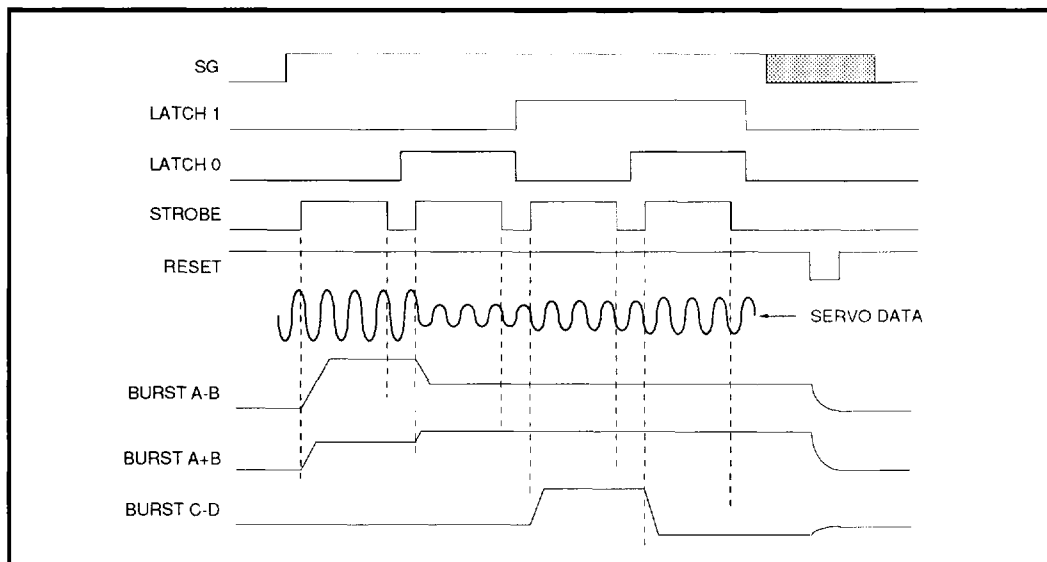 SG
LATCH 1
LATCH 0
STROBE
RESET
SERVO DATA
BURST A-B
BURST A+B
BURST C-D